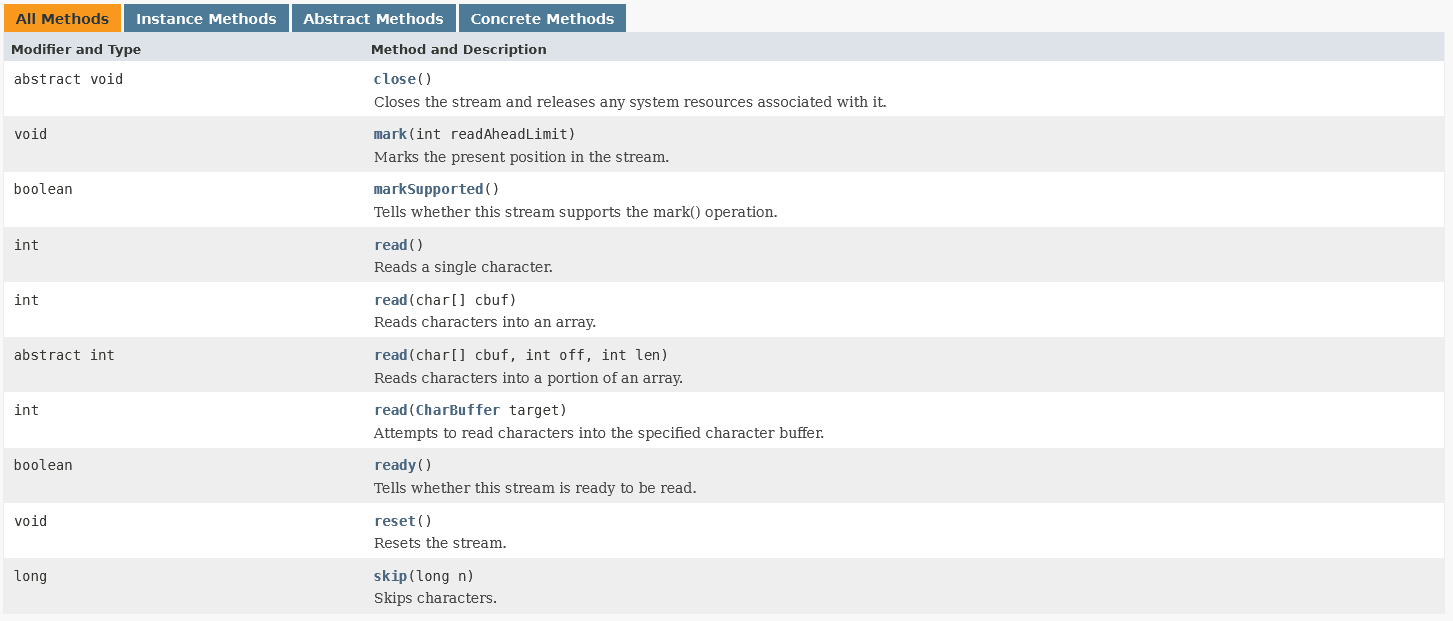 All Methods Instance Methods Abstract Methods Concrete Methods
Modifier and Type Method and Description
abstract void close()
Closes the stream and releases any system resources associated with it.
void mark(int readAheadLimit)
Marks the present position in the stream.
boolean markSupported()
Tells whether this stream supports the mark() operation.
int read()
Reads a single character.
int read(char[] cbuf)
Reads characters into an array.
abstract int read(char[] cbuf, int off, int len)
Reads characters into a portion of an array.
int read(CharBuffer target)
Attempts to read characters into the specified character buffer.
boolean ready()
Tells whether this stream is ready to be read.
void reset()
Resets the stream.
long skip(long n)
Skips characters.